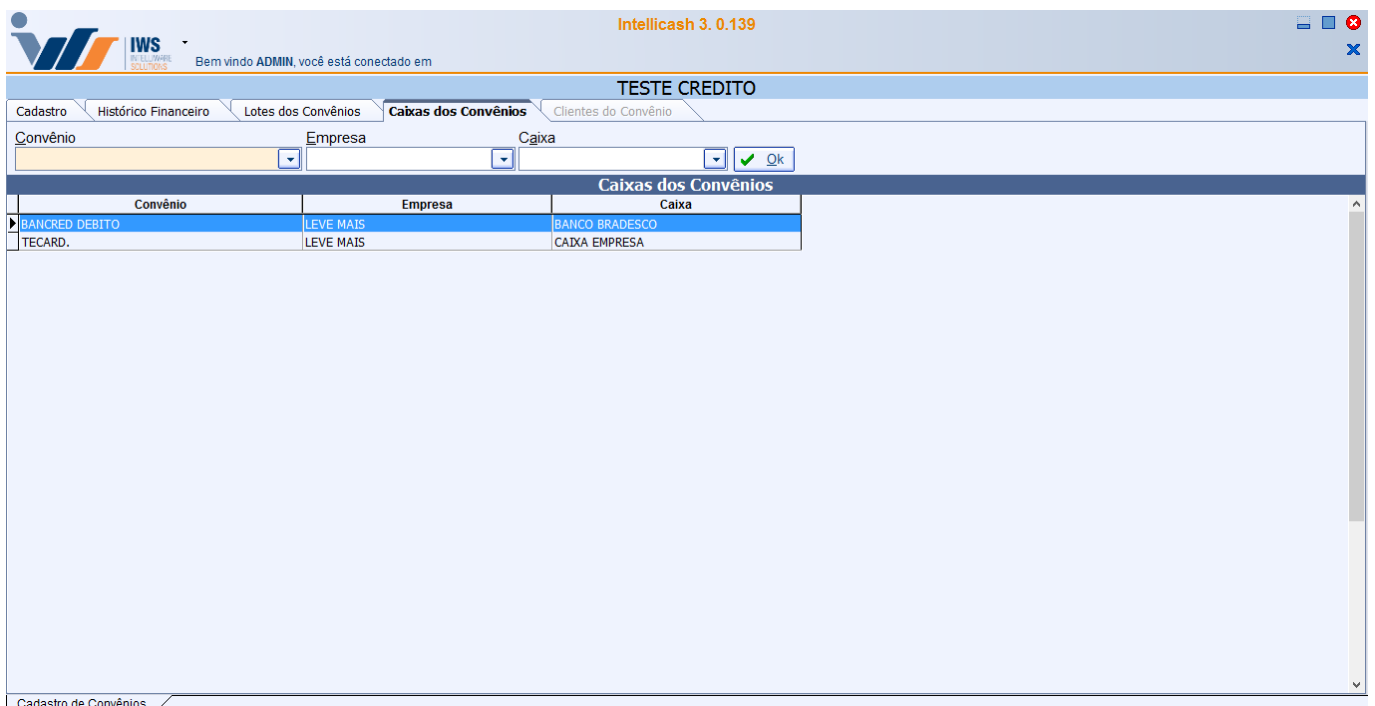 Intellicash 3. 0.139
IWS
INTELLIWARE
SOLUTIONS
Bem vindo ADMIN, você está conectado em
TESTE CREDITO
Cadastro Histórico Financeiro Lotes dos Convênios Caixas dos Convênios Clientes do Convênio
Convênio Empresa Caixa
Ok
Caixas dos Convênios
Convênio Empresa Caixa
BANCRED DEBITO LEVE MAIS BANCO BRADESCO
TECARD. LEVE MAIS CAIXA EMPRESA
Cadastro de Convênios